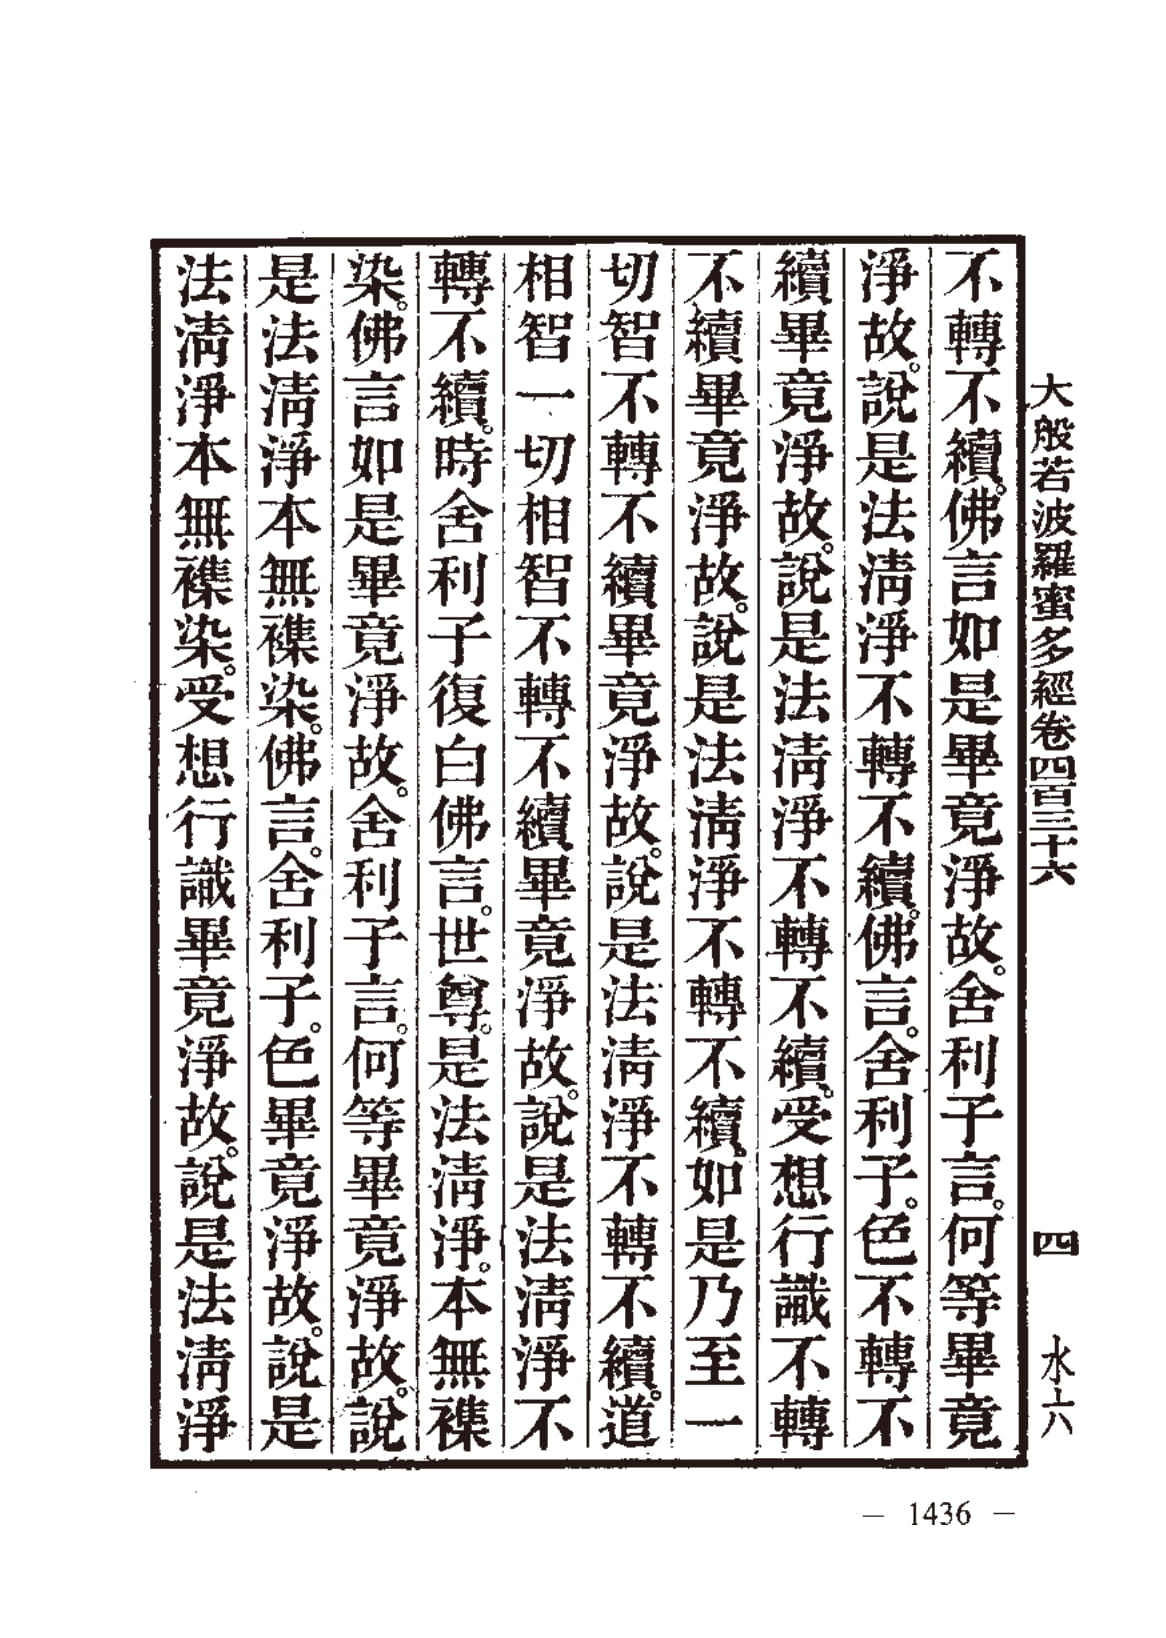 大般若波羅蜜多經卷四百三十六 四 水六
不轉不續。佛言如是畢竟淨故。舍利子言。何等畢竟
淨故。說是法清淨不轉不續。佛言。舍利子。色不轉不
續畢竟淨故。說是法清淨不轉不續。受想行識不轉
不續畢竟淨故。說是法清淨不轉不續。如是乃至一
切智不轉不續畢竟淨故。說是法清淨不轉不續。道
相智一切相智不轉不續畢竟淨故。說是法清淨不
轉不續。時舍利子復白佛言。世尊。是法清淨。本無襍
染。佛言如是畢竟淨故。舍利子言。何等畢竟淨故。說
是法清淨本無襍染。佛言。舍利子。色畢竟淨故。說是
法清淨本無襍染。受想行識畢竟淨故。說是法清淨
— 1436 —